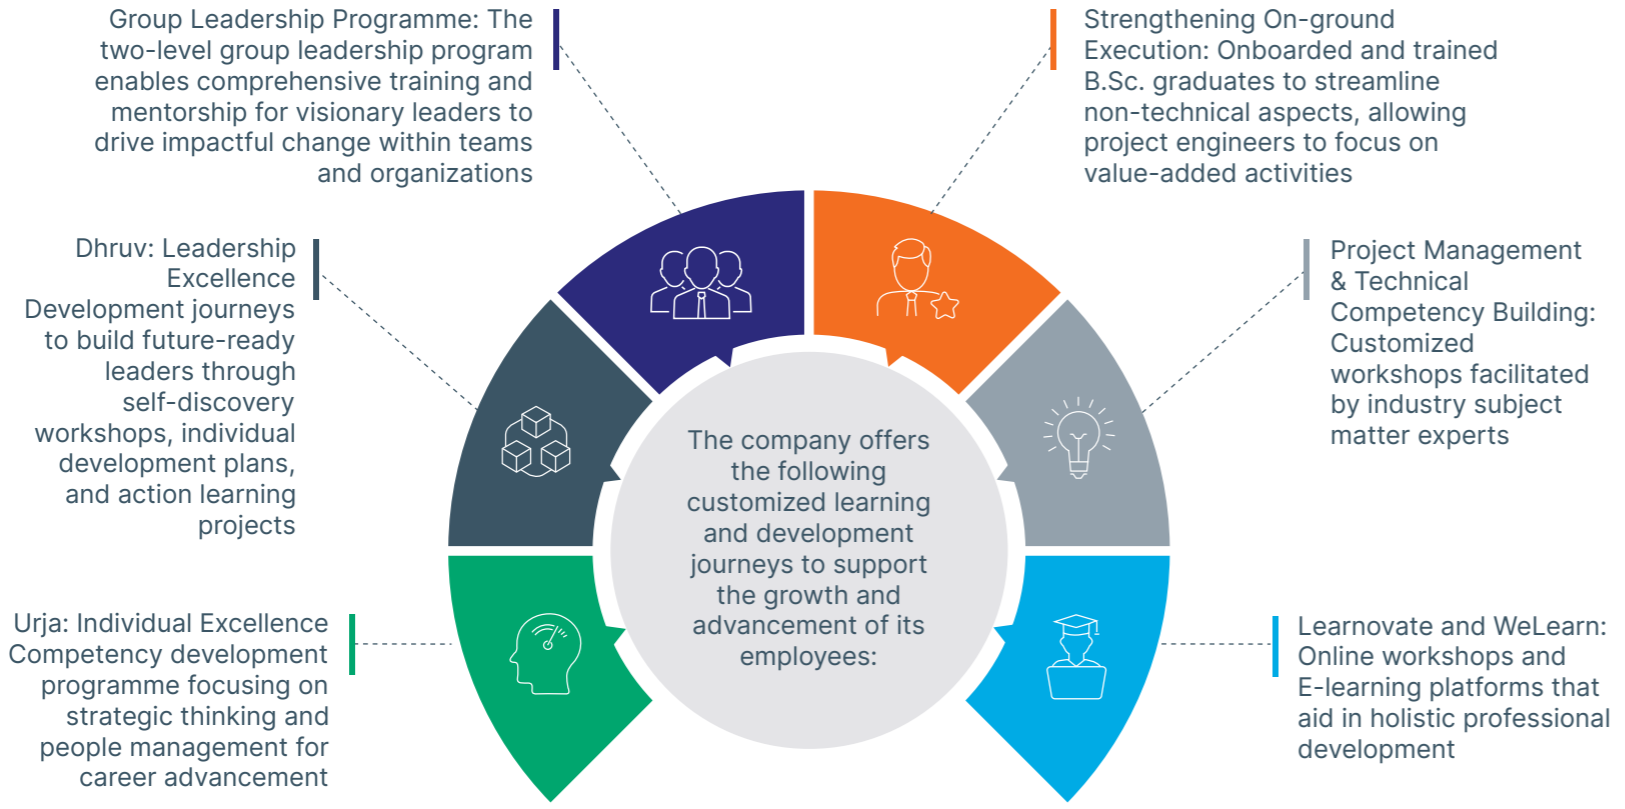 Group Leadership Programme: The
two-level group leadership program
enables comprehensive training and
mentorship for visionary leaders to
drive impactful change within teams
and organizations
Strengthening On-ground
Execution: Onboarded and trained
B.Sc. graduates to streamline
non-technical aspects, allowing
project engineers to focus on
value-added activities
Dhruv: Leadership
Excellence
Development journeys
to build future-ready
leaders through
self-discovery
workshops, individual
development plans,
and action learning
projects
Project Management
& Technical
Competency Building:
Customized
workshops facilitated
by industry subject
matter experts
The company offers
the following
customized learning
and development
journeys to support
the growth and
advancement of its
employees:
Urja: Individual Excellence
Competency development
programme focusing on
strategic thinking and
people management for
career advancement
Learnovate and WeLearn:
Online workshops and
E-learning platforms that
aid in holistic professional
development